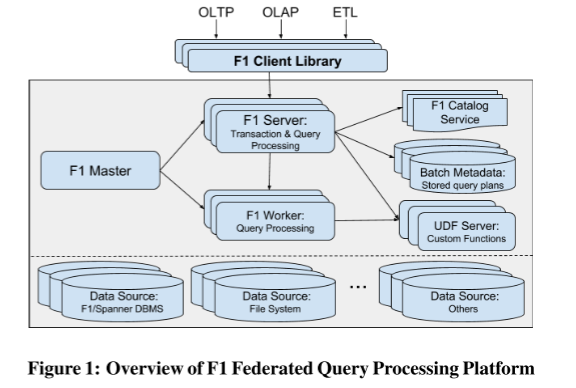 OLTP OLAP ETL
F1 Client Library
F1 Server:
Transaction & Query
Processing
F1 Catalog
Service
F1 Master
Batch Metadata:
Stored query plans
F1 Worker:
Query Processing
UDF Server:
Custom Functions
Data Source:
F1/Spanner DBMS
Data Source:
File System
...
Data Source:
Others
Figure 1: Overview of F1 Federated Query Processing Platform